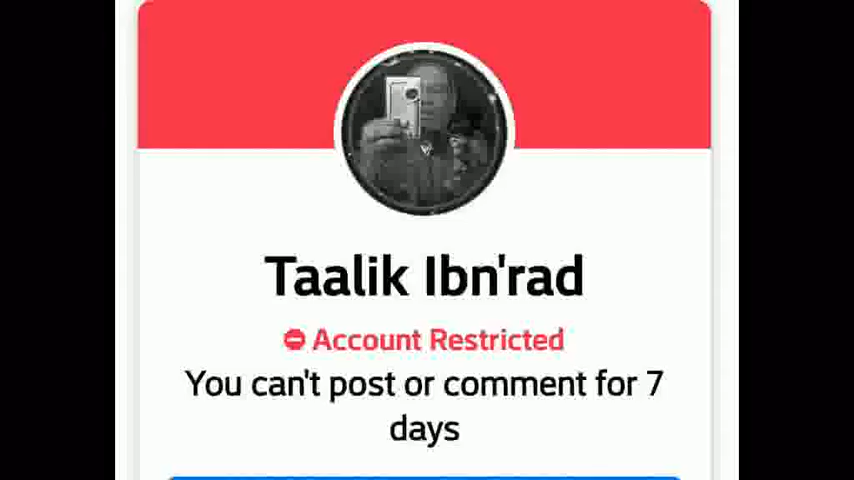 Taalik Ibn'rad
Account Restricted
You can't post or comment for 7
days